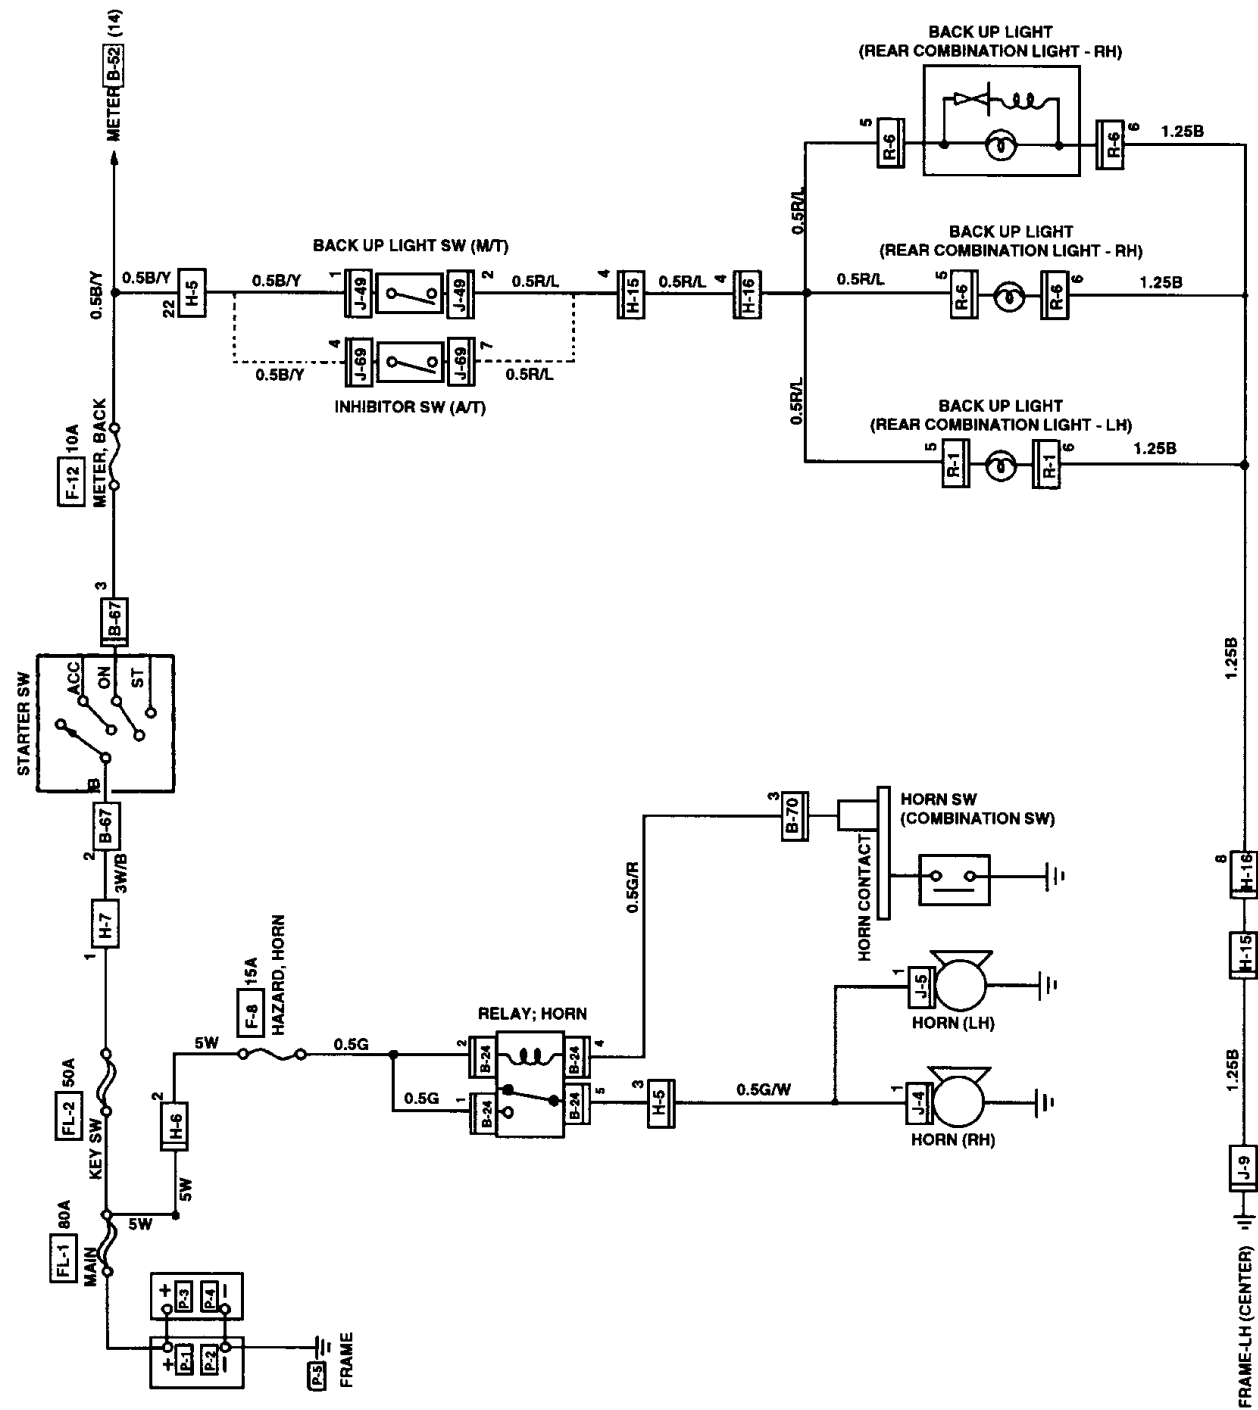 METER B-52 (14)
BACK UP LIGHT
(REAR COMBINATION LIGHT - RH)
5
R-6
R-6
6
1.25B
0.5R/L
BACK UP LIGHT SW (M/T)
BACK UP LIGHT
(REAR COMBINATION LIGHT - RH)
0.5B/Y
0.5B/Y
22
H-5
0.5B/Y
1
J-49
J-49
2
0.5R/L
4
H-15
0.5R/L
4
H-16
0.5R/L
5
R-6
R-6
6
1.25B
0.5B/Y
4
J-69
J-69
7
0.5R/L
INHIBITOR SW (A/T)
0.5R/L
BACK UP LIGHT
(REAR COMBINATION LIGHT - LH)
5
R-1
R-1
6
1.25B
F-12 10A
METER, BACK
3
B-67
STARTER SW
ACC
ON
ST
B
B-67
2
3W/B
H-7
1
1.25B
0.5G/R
3
B-70
HORN SW
(COMBINATION SW)
HORN CONTACT
8
H-16
H-15
F-8 15A
HAZARD, HORN
5W
0.5G
RELAY; HORN
2
B-24
B-24
4
0.5G
1
B-24
B-24
5
3
H-5
0.5G/W
1
J-5
HORN (LH)
1
J-4
HORN (RH)
1.25B
FL-2 50A
KEY SW
2
H-6
5W
5W
FL-1 80A
MAIN
J-9
FRAME-LH (CENTER)
+
P-3
P-4
–
+
P-1
P-2
–
P-5
FRAME